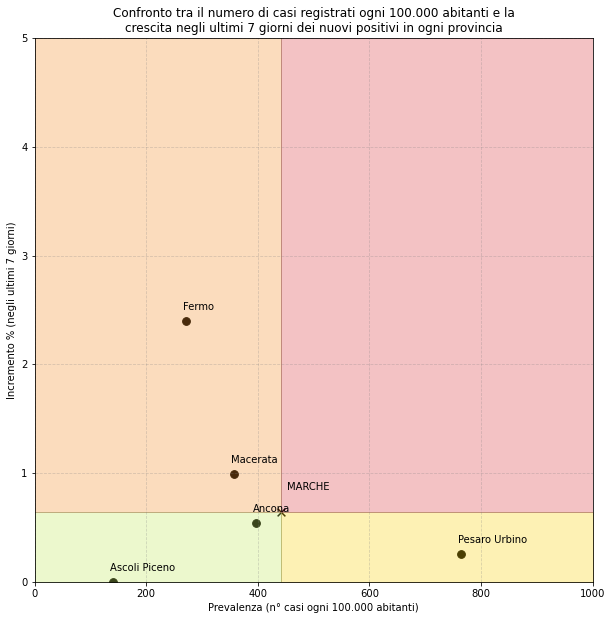 Confronto tra il numero di casi registrati ogni 100.000 abitanti e la
crescita negli ultimi 7 giorni dei nuovi positivi in ogni provincia
5
4
3
2
1
0
Incremento % (negli ultimi 7 giorni)
Fermo
Macerata
MARCHE
Ancona
Pesaro Urbino
Ascoli Piceno
0 200 400 600 800 1000
Prevalenza (n° casi ogni 100.000 abitanti)